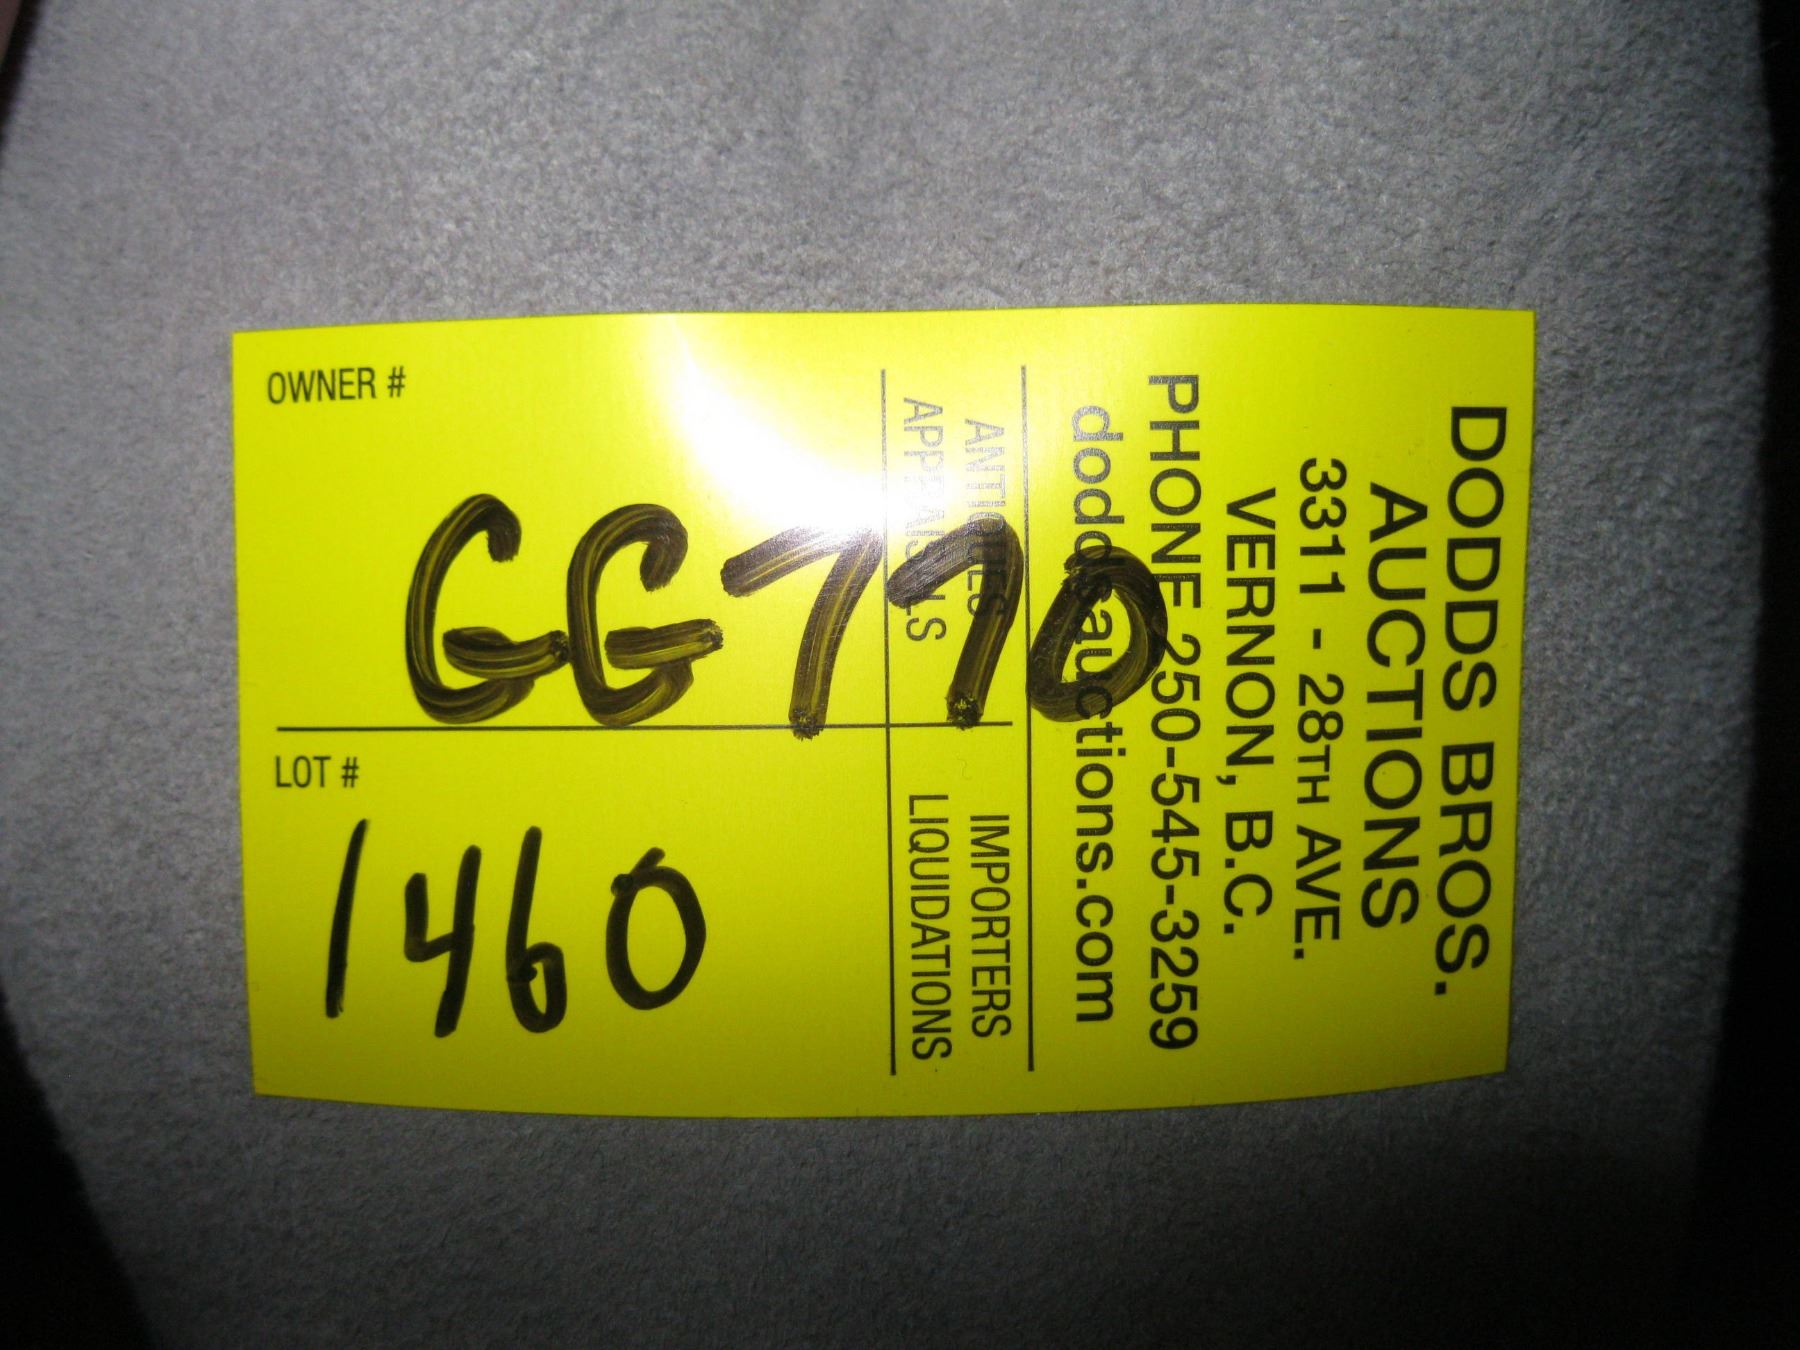 DODDS BROS.
AUCTIONS
3311 - 28TH AVE.
VERNON, B.C.
PHONE 250-545-3259
doddsauctions.com
ANTIQUES IMPORTERS
APPRAISALS LIQUIDATIONS
OWNER #
GG770
LOT #
1460